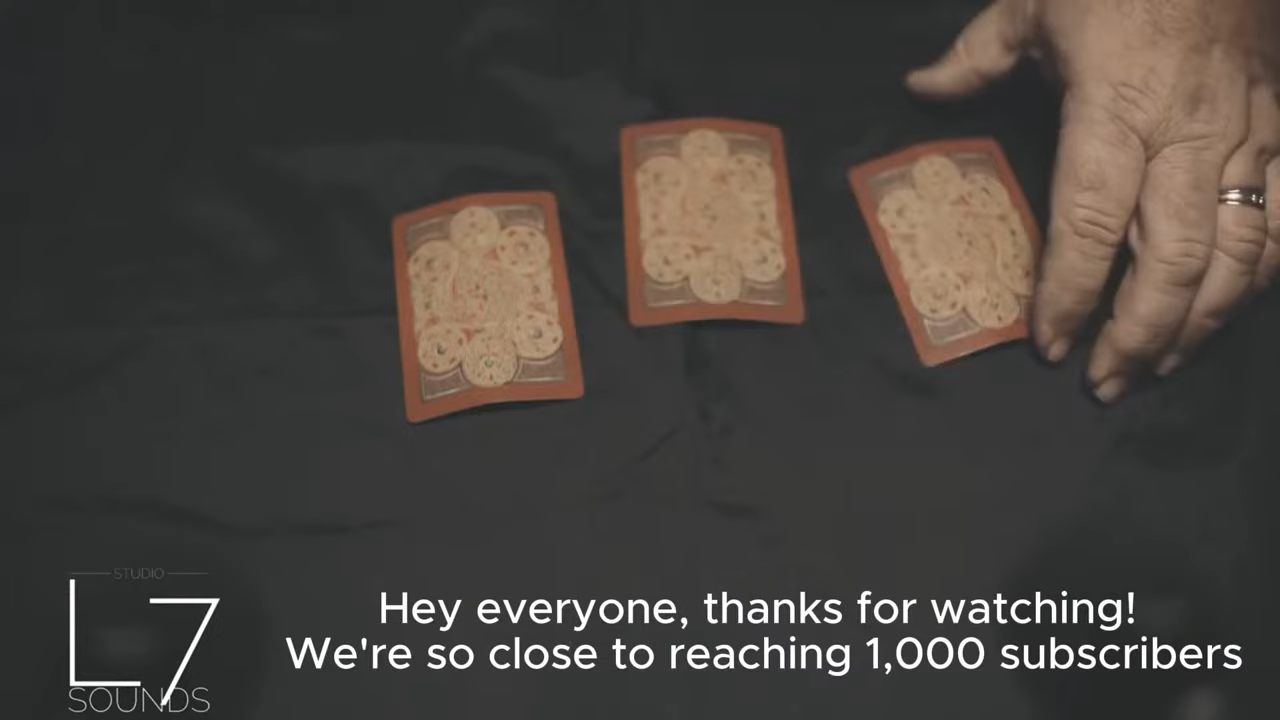 STUDIO
L7
SOUNDS
Hey everyone, thanks for watching!
We're so close to reaching 1,000 subscribers